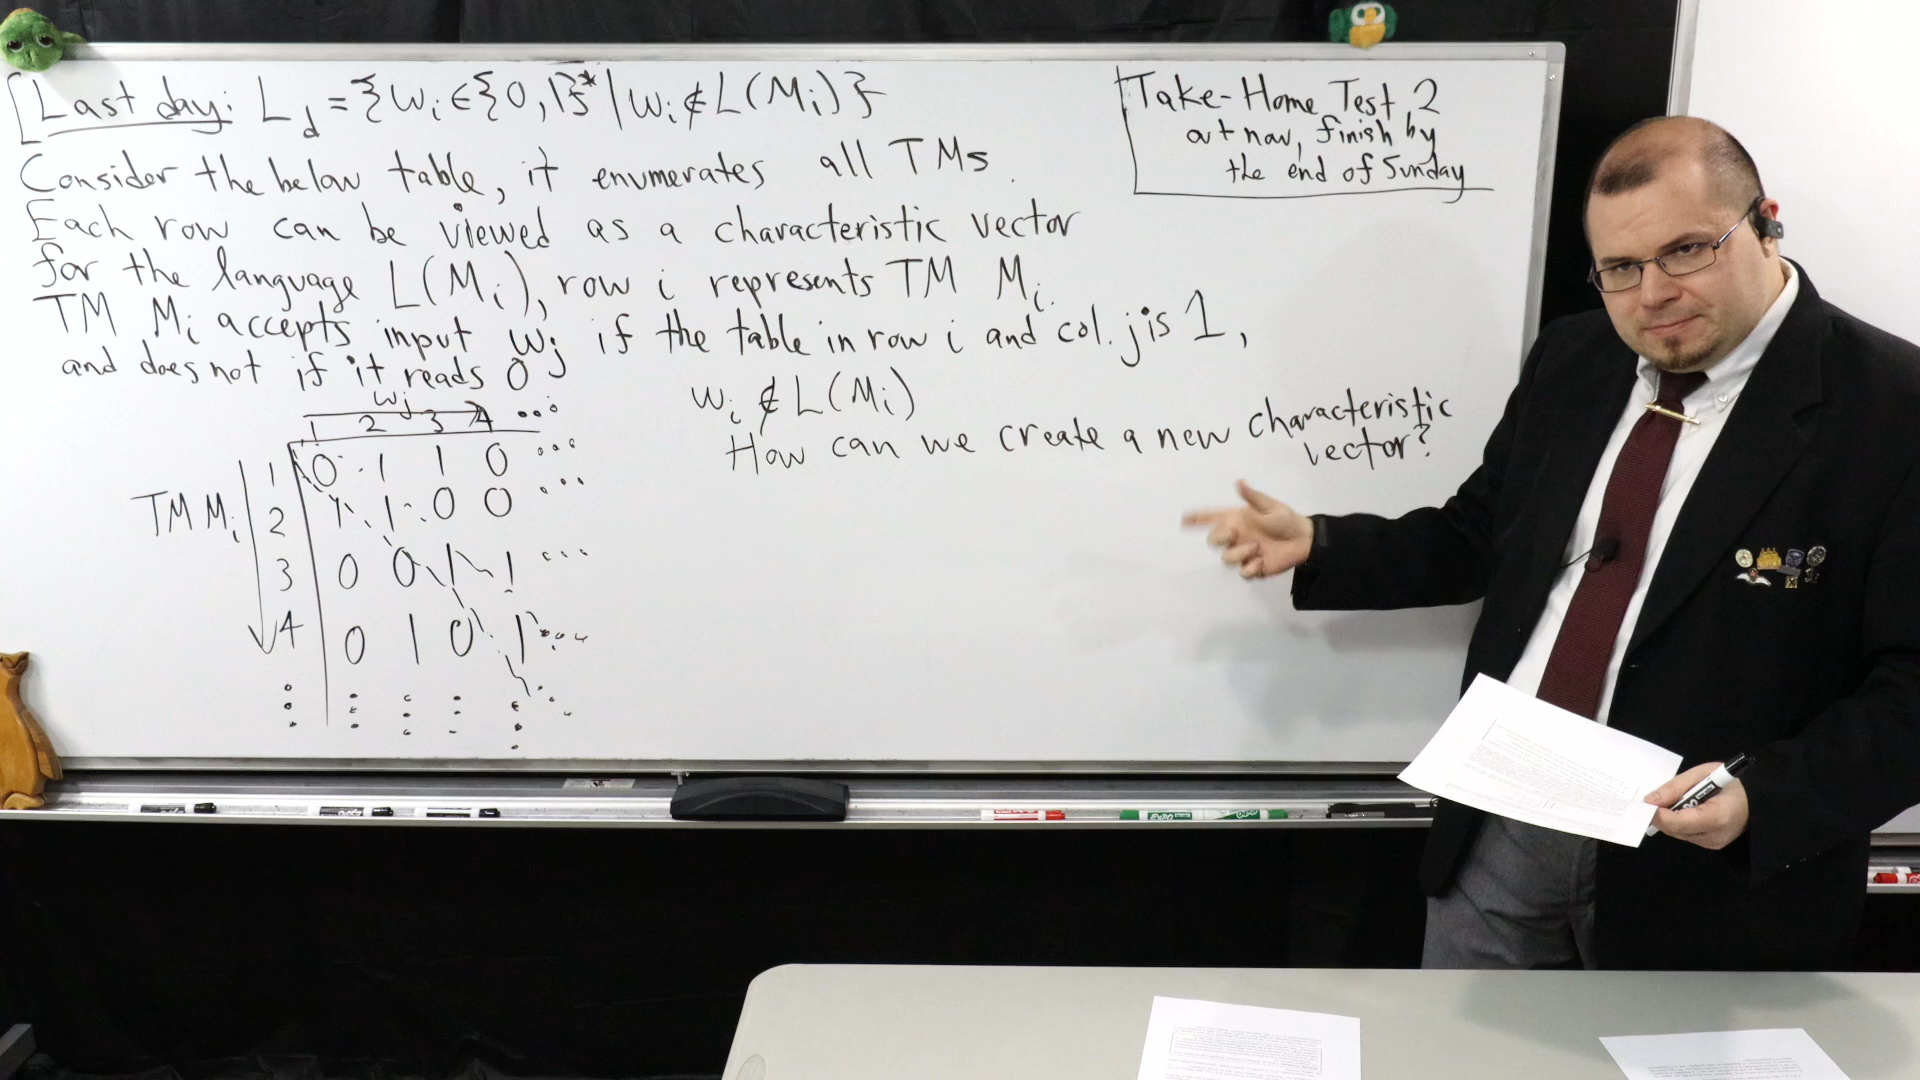 [Last day: L_d = {w_i ∈ {0,1}* | w_i ∉ L(M_i)}
Consider the below table, it enumerates all TMs.
Each row can be viewed as a characteristic vector
for the language L(M_i), row i represents TM M_i.
TM M_i accepts input w_j if the table in row i and col. j is 1,
and does not if it reads 0
w_j
1 2 3 4 ...
1 0 1 1 0 ...
TM M_i
2 1 1 0 0 ...
3 0 0 1 1 ...
4 0 1 0 1 ...
w_i ∉ L(M_i)
How can we create a new characteristic
vector?
Take-Home Test 2
out now, finish by
the end of Sunday